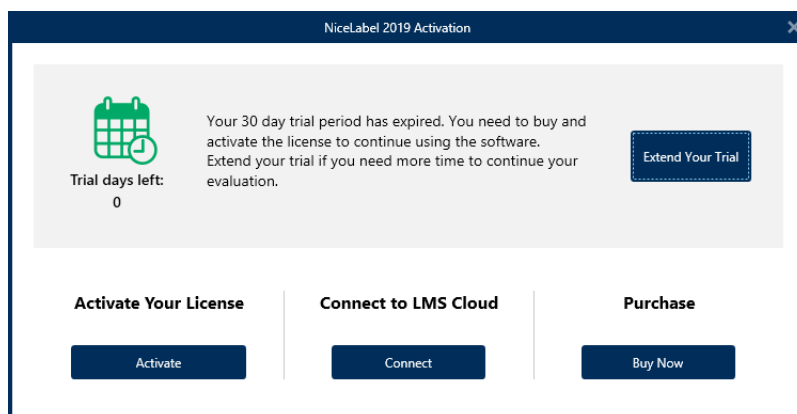 NiceLabel 2019 Activation
Your 30 day trial period has expired. You need to buy and
activate the license to continue using the software.
Extend your trial if you need more time to continue your
evaluation.
Extend Your Trial
Trial days left:
0
Activate Your License
Connect to LMS Cloud
Purchase
Activate
Connect
Buy Now